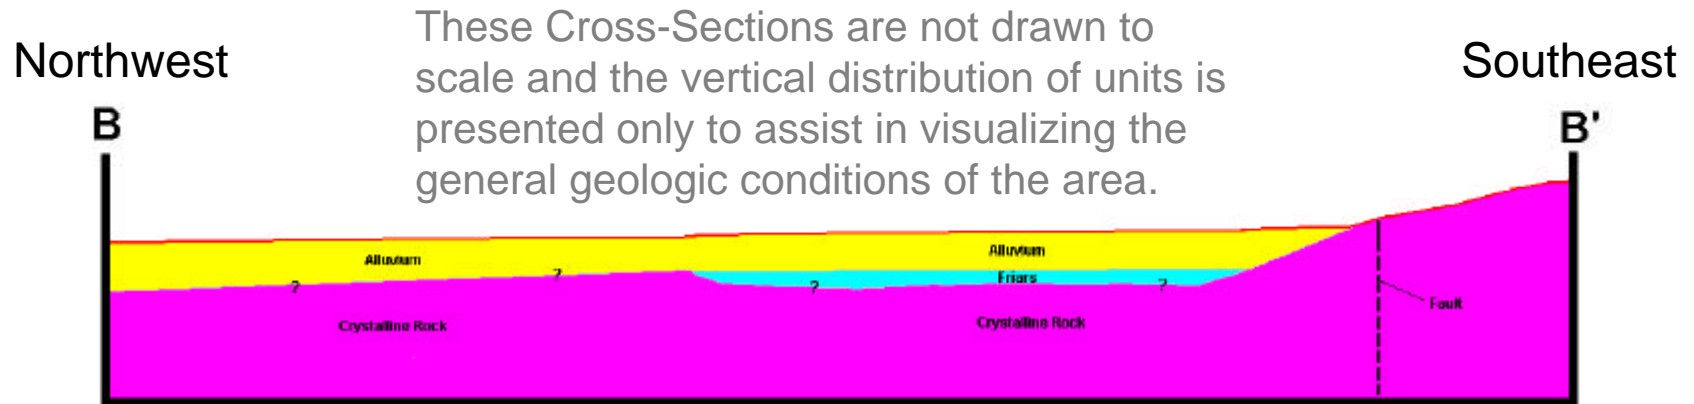 These Cross-Sections are not drawn to
scale and the vertical distribution of units is
presented only to assist in visualizing the
general geologic conditions of the area.
Northwest
Southeast
B
B'
Alluvium
Alluvium
?
?
Friars
?
?
Crystalline Rock
Crystalline Rock
Fault